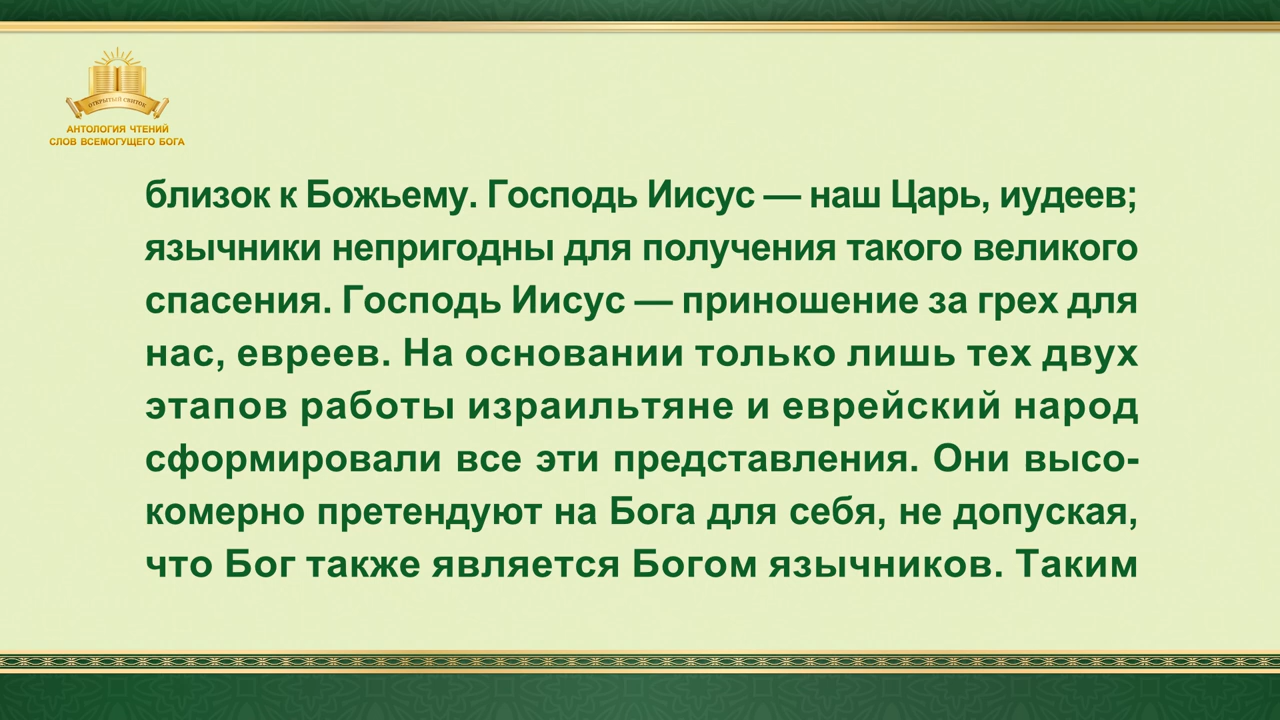 ОТКРЫТЫЙ СВИТОК
АНТОЛОГИЯ ЧТЕНИЙ
СЛОВ ВСЕМОГУЩЕГО БОГА
близок к Божьему. Господь Иисус — наш Царь, иудеев;
язычники непригодны для получения такого великого
спасения. Господь Иисус — приношение за грех для
нас, евреев. На основании только лишь тех двух
этапов работы израильтяне и еврейский народ
сформировали все эти представления. Они высо-
комерно претендуют на Бога для себя, не допуская,
что Бог также является Богом язычников. Таким